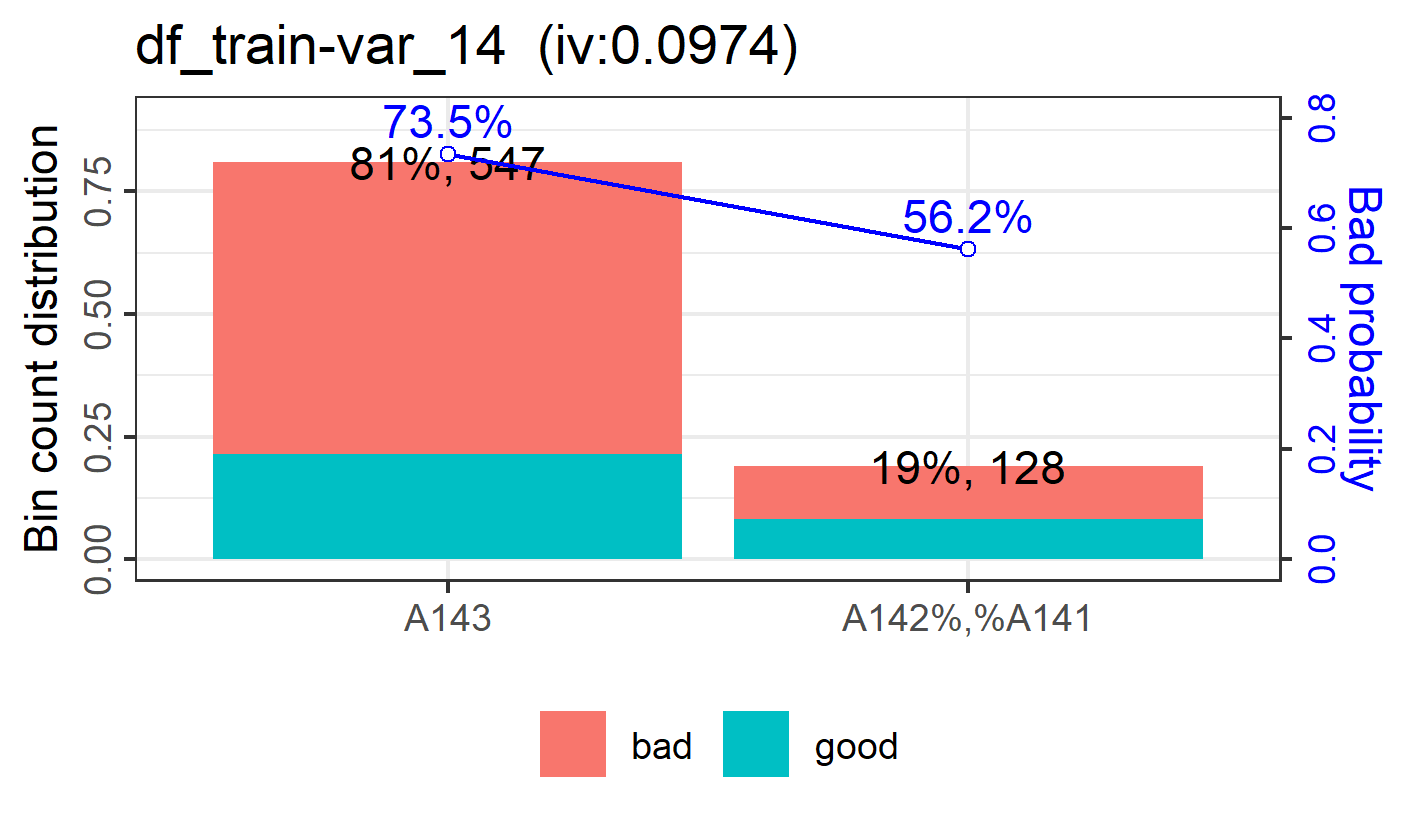 df_train-var_14 (iv:0.0974)
Bin count distribution
0.75
0.50
0.25
0.00
73.5%
81%, 547
56.2%
19%, 128
0.8
0.6
0.4
0.2
0.0
Bad probability
A143
A142%,%A141
bad
good